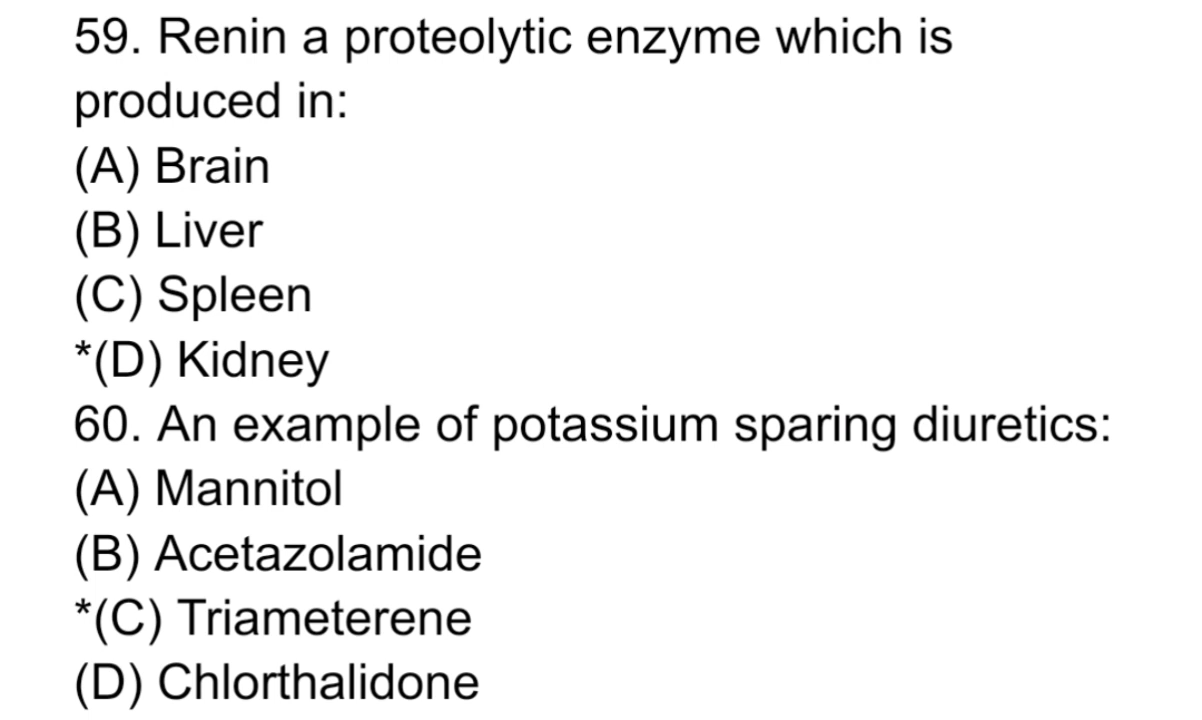 59. Renin a proteolytic enzyme which is
produced in:
(A) Brain
(B) Liver
(C) Spleen
*(D) Kidney
60. An example of potassium sparing diuretics:
(A) Mannitol
(B) Acetazolamide
*(C) Triameterene
(D) Chlorthalidone